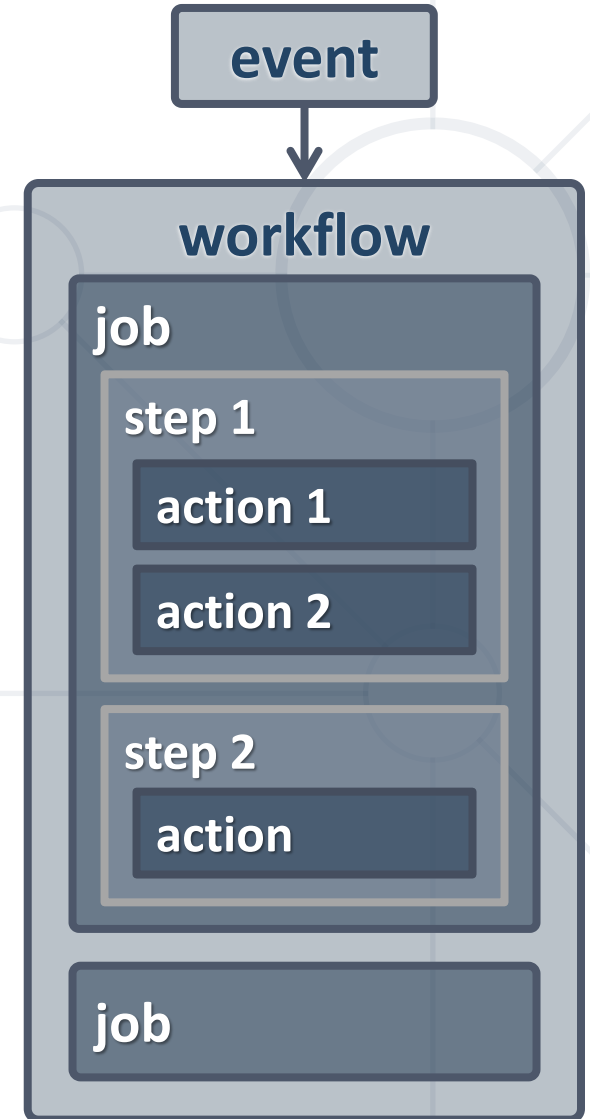 event
workflow
job
step 1
action 1
action 2
step 2
action
job